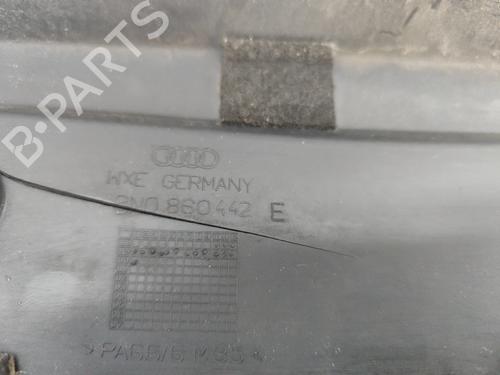 B-PARTS
WXE GERMANY
8N0 860 442 E
>PA6.6/6 M35<